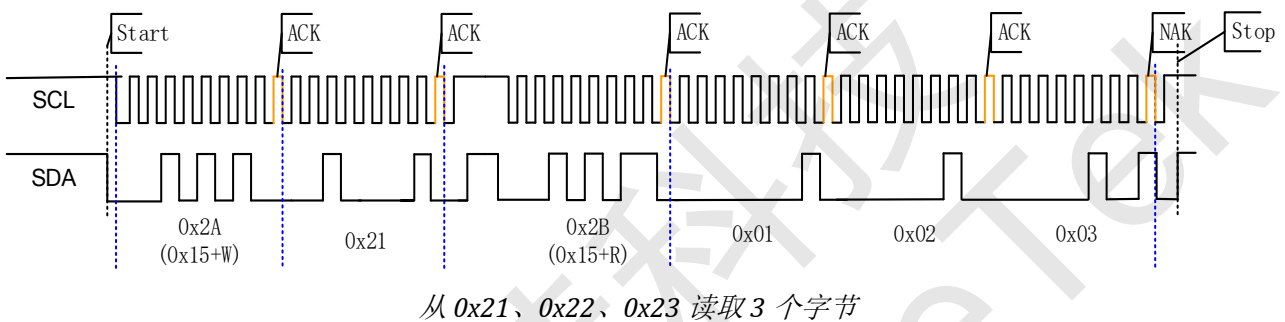 Start ACK ACK ACK ACK ACK NAK Stop
SCL
SDA
0x2A 0x21 0x2B 0x01 0x02 0x03
(0x15+W) (0x15+R)
从 0x21、0x22、0x23 读取 3 个字节